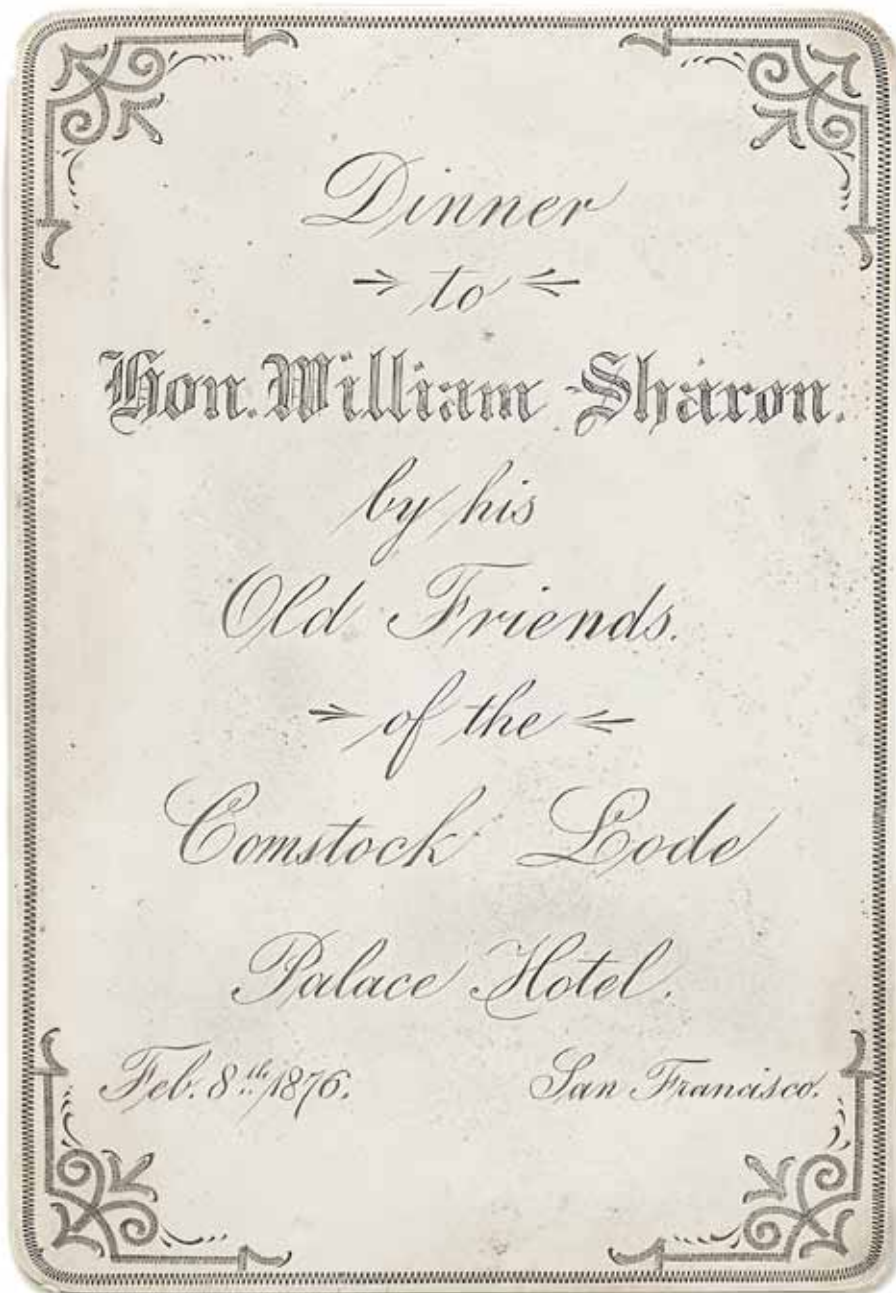 Dinner
to
Hon. William Sharon.
by his
Old Friends.
of the
Comstock Lode
Palace Hotel.
Feb. 8th, 1876. San Francisco.